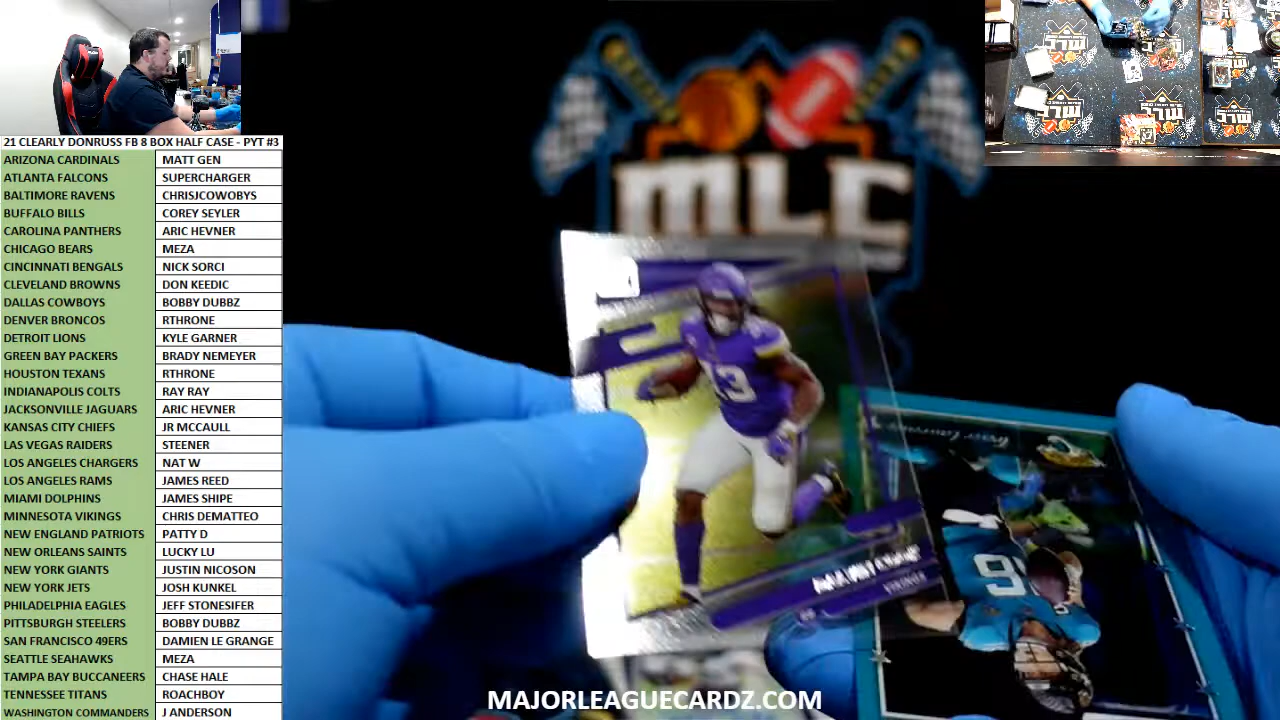 21 CLEARLY DONRUSS FB 8 BOX HALF CASE - PYT #3
ARIZONA CARDINALS MATT GEN
ATLANTA FALCONS SUPERCHARGER
BALTIMORE RAVENS CHRISJCOWOBYS
BUFFALO BILLS COREY SEYLER
CAROLINA PANTHERS ARIC HEVNER
CHICAGO BEARS MEZA
CINCINNATI BENGALS NICK SORCI
CLEVELAND BROWNS DON KEEDIC
DALLAS COWBOYS BOBBY DUBBZ
DENVER BRONCOS RTHRONE
DETROIT LIONS KYLE GARNER
GREEN BAY PACKERS BRADY NEMEYER
HOUSTON TEXANS RTHRONE
INDIANAPOLIS COLTS RAY RAY
JACKSONVILLE JAGUARS ARIC HEVNER
KANSAS CITY CHIEFS JR MCCAULL
LAS VEGAS RAIDERS STEENER
LOS ANGELES CHARGERS NAT W
LOS ANGELES RAMS JAMES REED
MIAMI DOLPHINS JAMES SHIPE
MINNESOTA VIKINGS CHRIS DEMATTEO
NEW ENGLAND PATRIOTS PATTY D
NEW ORLEANS SAINTS LUCKY LU
NEW YORK GIANTS JUSTIN NICOSON
NEW YORK JETS JOSH KUNKEL
PHILADELPHIA EAGLES JEFF STONESIFER
PITTSBURGH STEELERS BOBBY DUBBZ
SAN FRANCISCO 49ERS DAMIEN LE GRANGE
SEATTLE SEAHAWKS MEZA
TAMPA BAY BUCCANEERS CHASE HALE
TENNESSEE TITANS ROACHBOY
WASHINGTON COMMANDERS J ANDERSON
MLC
MAJORLEAGUECARDZ.COM